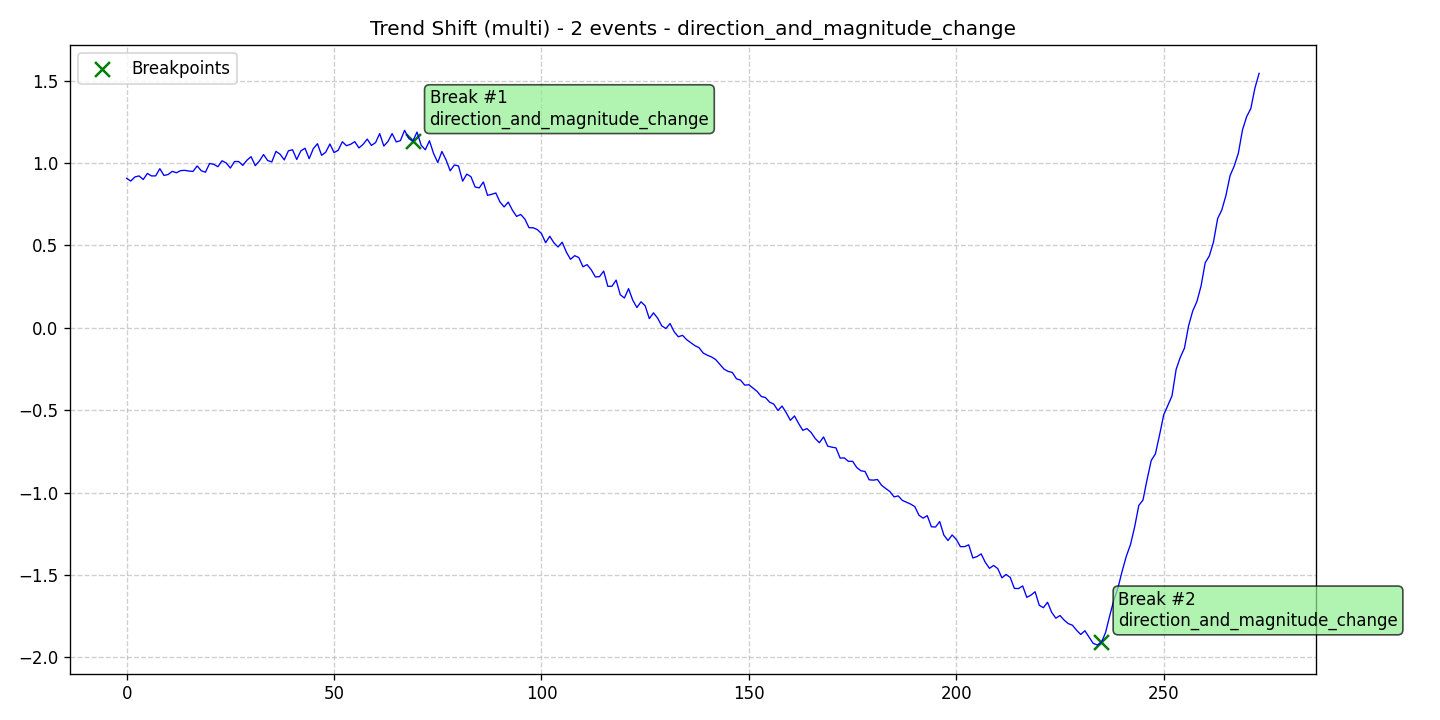 Trend Shift (multi) - 2 events - direction_and_magnitude_change
Breakpoints
Break #1
direction_and_magnitude_change
Break #2
direction_and_magnitude_change
1.5
1.0
0.5
0.0
−0.5
−1.0
−1.5
−2.0
0
50
100
150
200
250